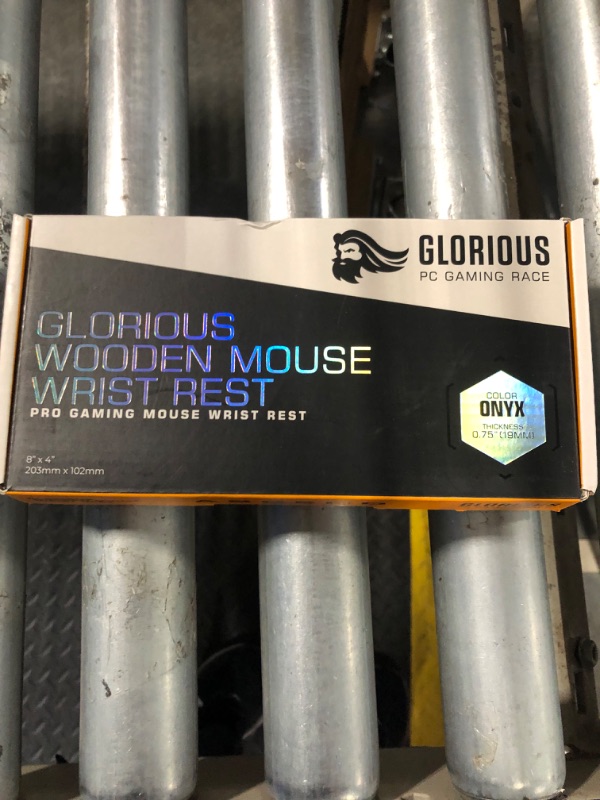 GLORIOUS
PC GAMING RACE
GLORIOUS
WOODEN MOUSE
WRIST REST
PRO GAMING MOUSE WRIST REST
COLOR
ONYX
THICKNESS
0.75" (19MM)
8" x 4"
203mm x 102mm